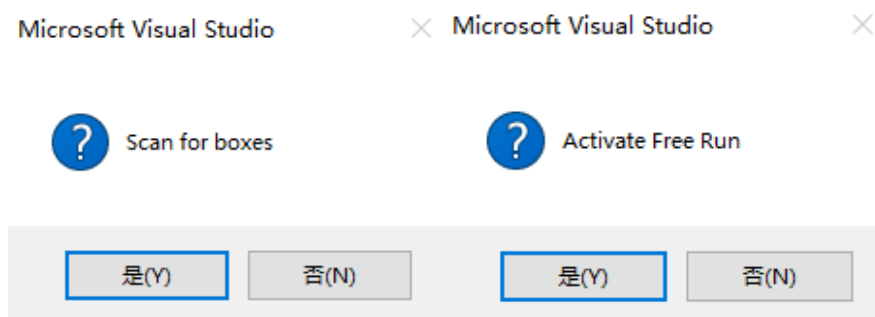 Microsoft Visual Studio
Scan for boxes
是(Y)
否(N)
Microsoft Visual Studio
Activate Free Run
是(Y)
否(N)